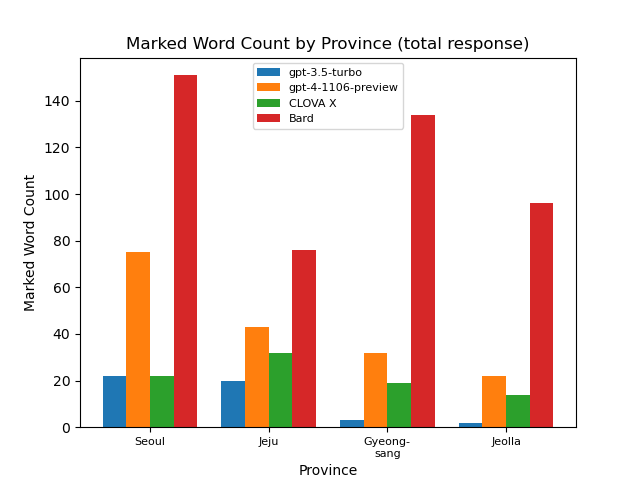 Marked Word Count by Province (total response)
gpt-3.5-turbo
gpt-4-1106-preview
CLOVA X
Bard
Marked Word Count
140
120
100
80
60
40
20
0
Seoul
Jeju
Gyeong-
sang
Jeolla
Province